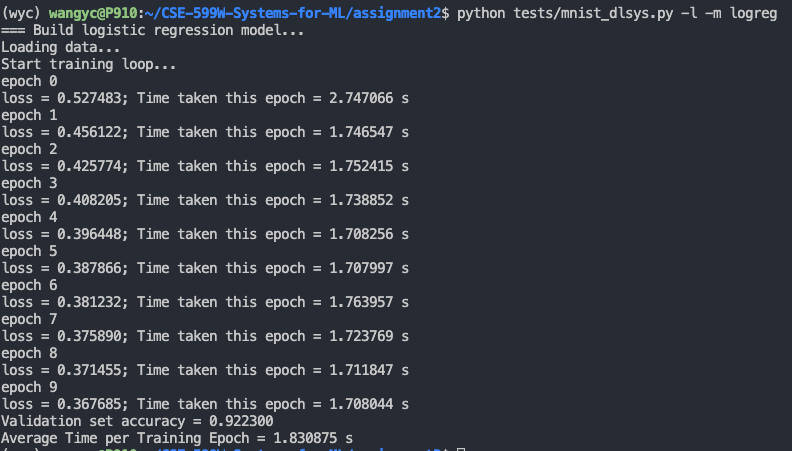 (wyc) wangyc@P910:~/CSE-599W-Systems-for-ML/assignment2$ python tests/mnist_dlsys.py -l -m logreg
=== Build logistic regression model...
Loading data...
Start training loop...
epoch 0
loss = 0.527483; Time taken this epoch = 2.747066 s
epoch 1
loss = 0.456122; Time taken this epoch = 1.746547 s
epoch 2
loss = 0.425774; Time taken this epoch = 1.752415 s
epoch 3
loss = 0.408205; Time taken this epoch = 1.738852 s
epoch 4
loss = 0.396448; Time taken this epoch = 1.708256 s
epoch 5
loss = 0.387866; Time taken this epoch = 1.707997 s
epoch 6
loss = 0.381232; Time taken this epoch = 1.763957 s
epoch 7
loss = 0.375890; Time taken this epoch = 1.723769 s
epoch 8
loss = 0.371455; Time taken this epoch = 1.711847 s
epoch 9
loss = 0.367685; Time taken this epoch = 1.708044 s
Validation set accuracy = 0.922300
Average Time per Training Epoch = 1.830875 s